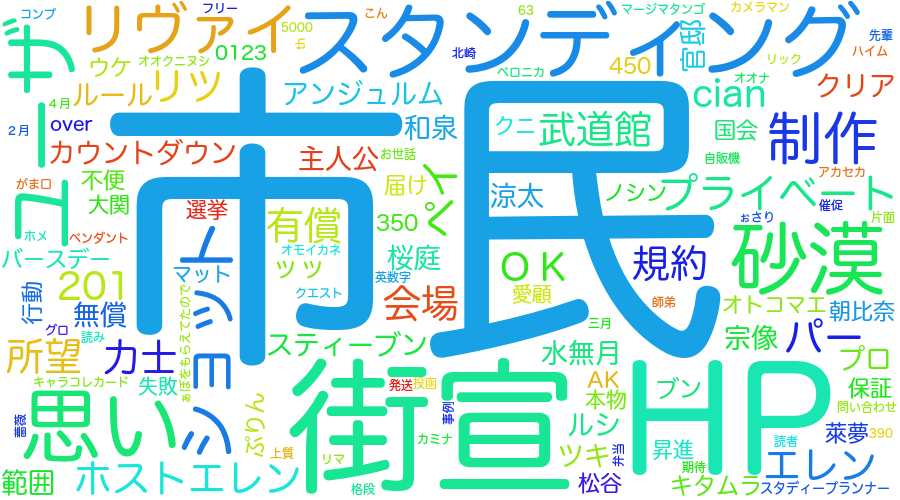 コンプ
フリー
リヴァイ
スタンディング
こん
5000
63
マージマタンゴ
カメラマン
ザ
ウケ
オオクニヌシ
0123
北崎
ベロニカ
450
官邸
リック
先輩
ハイム
４月
ルール
リツ
アンジュルム
オオナ
cian
クリア
２月
over
和泉
クニ
武道館
国会
制作
カウントダウン
主人公
お世話
自販機
アカセカ
がま口
ユーザー
不便
大関
選挙
届け
ペイ
涼太
ノシン
プライベート
催促
片面
ホメ
ペンダント
有償
350
ぉさり
市民
バースデー
オモイカネ
ツツ
桜庭
ＯＫ
規約
砂漠
201
マット
英数字
クエスト
愛顧
師弟
オトコマエ
朝比奈
行動
無償
会場
三月
グロ
読み
ショット
ぁほをもらえてたので
宗像
パー
所望
力士
スティーブン
水無月
プロ
キャラコレカード
失敗
発送
投函
AK
ブン
保証
思い
街宣
HP
本物
問い合わせ
薔薇
ぷりん
事例
ルシ
萊夢
390
カミナ
上質
リマ
ツキ
弁当
昇進
読者
範囲
ホストエレン
格段
松谷
期待
エレン
キタムラ
スタディープランナー